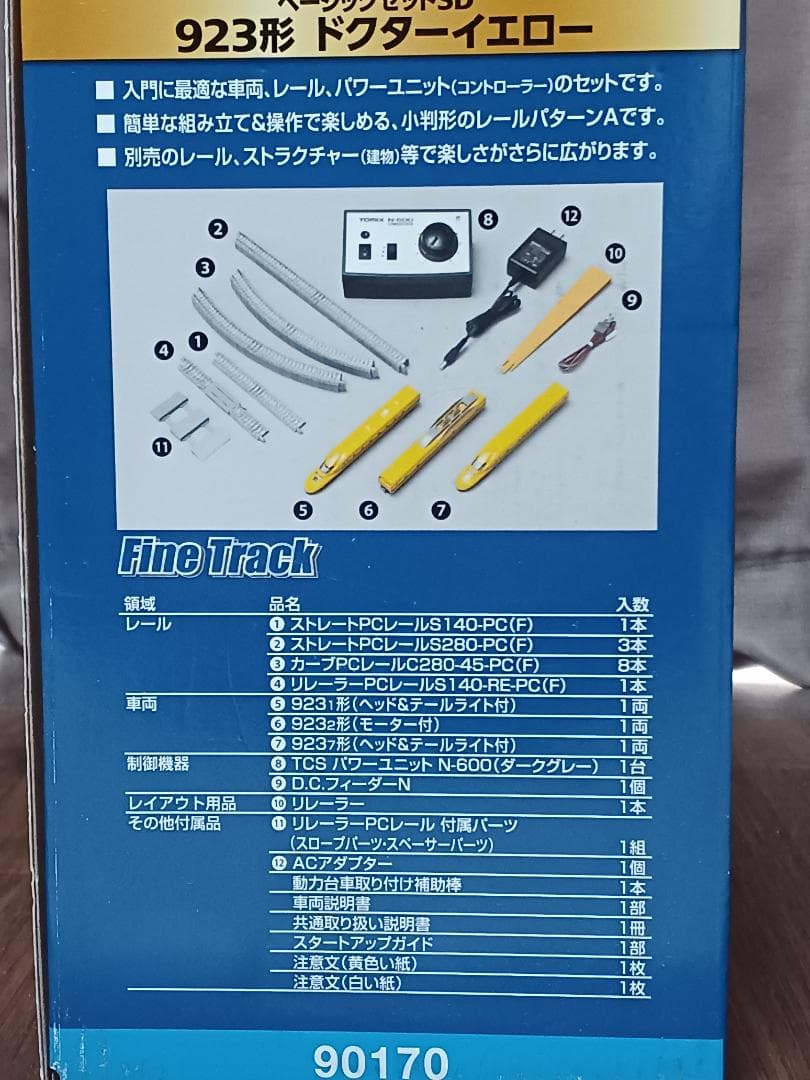 ベーシックセットSD
923形 ドクターイエロー
■ 入門に最適な車両、レール、パワーユニット(コントローラー)のセットです。
■ 簡単な組み立て&操作で楽しめる、小判形のレールパターンAです。
■ 別売のレール、ストラクチャー(建物)等で楽しさがさらに広がります。
TOMIX N-600
❶ ❷ ❸ ❹ ❺ ❻ ❼ ❽ ❾ ❿ ⓫ ⓬
Fine Track
領域 品名 入数
レール ❶ ストレートPCレールS140-PC(F) 1本
❷ ストレートPCレールS280-PC(F) 3本
❸ カーブPCレールC280-45-PC(F) 8本
❹ リレーラーPCレールS140-RE-PC(F) 1本
車両 ❺ 9231形(ヘッド&テールライト付) 1両
❻ 9232形(モーター付) 1両
❼ 9237形(ヘッド&テールライト付) 1両
制御機器 ❽ TCS パワーユニット N-600(ダークグレー) 1台
❾ D.C.フィーダーN 1個
レイアウト用品 ❿ リレーラー 1本
その他付属品 ⓫ リレーラーPCレール 付属パーツ
(スロープパーツ・スペーサーパーツ) 1組
⓬ ACアダプター 1個
動力台車取り付け補助棒 1本
車両説明書 1部
共通取り扱い説明書 1冊
スタートアップガイド 1部
注意文(黄色い紙) 1枚
注意文(白い紙) 1枚
90170